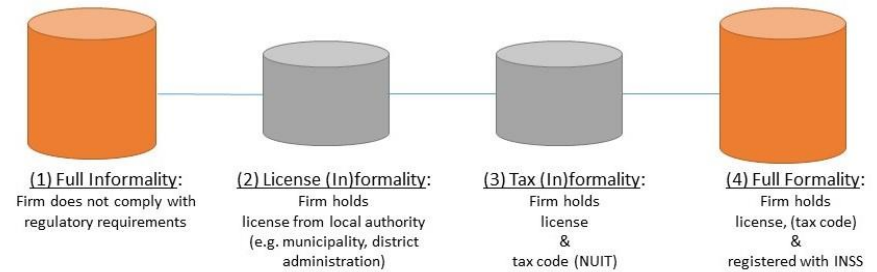 (1) Full Informality:
Firm does not comply with
regulatory requirements
(2) License (In)formality:
Firm holds
license from local authority
(e.g. municipality, district
administration)
(3) Tax (In)formality:
Firm holds
license
&
tax code (NUIT)
(4) Full Formality:
Firm holds
license, (tax code)
&
registered with INSS